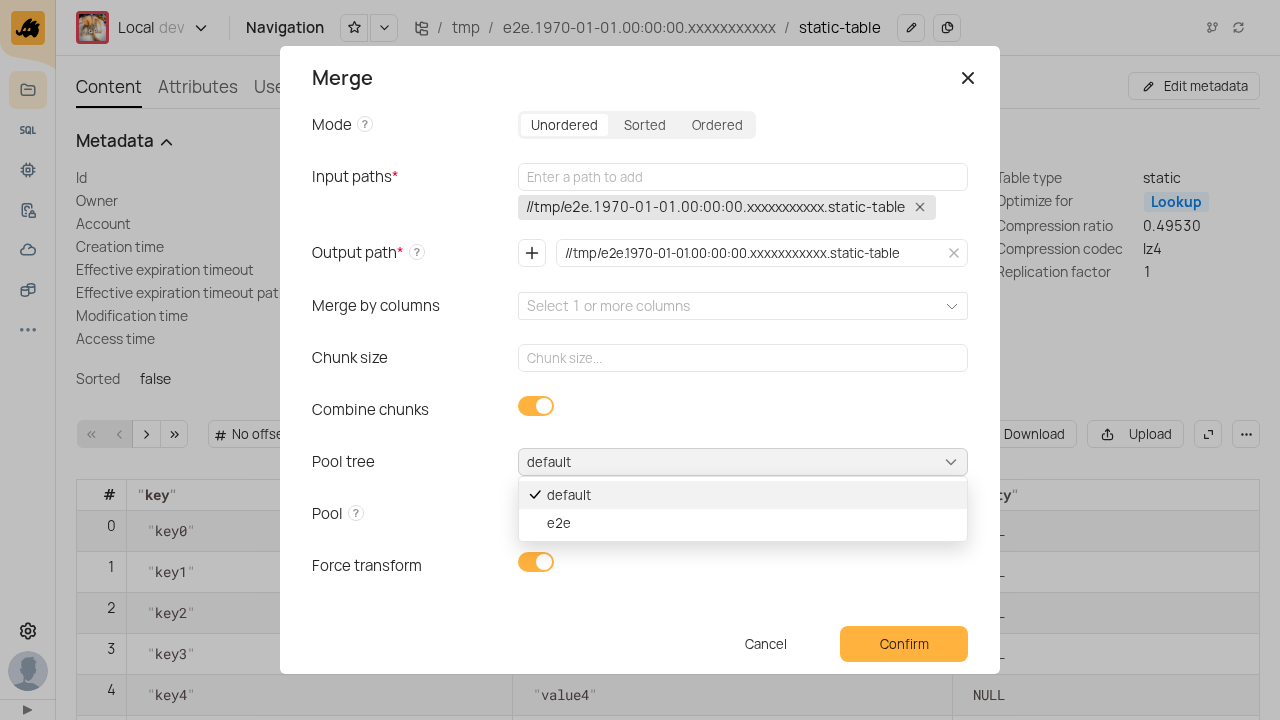 Local dev
Navigation
/ tmp / e2e.1970-01-01.00:00:00.xxxxxxxxxxx / static-table
SQL
Content
Attributes
Edit metadata
Metadata
Id
Owner
Account
Creation time
Effective expiration timeout
Effective expiration timeout
Modification time
Access time
Sorted false
Table type static
Optimize for Lookup
Compression ratio 0.49530
Compression codec lz4
Replication factor 1
Merge
Mode ?
Unordered
Sorted
Ordered
Input paths*
Enter a path to add
//tmp/e2e.1970-01-01.00:00:00.xxxxxxxxxxx.static-table
Output path* ?
//tmp/e2e.1970-01-01.00:00:00.xxxxxxxxxxx.static-table
Merge by columns
Select 1 or more columns
Chunk size
Chunk size...
Combine chunks
Pool tree
default
default
e2e
Pool ?
Force transform
Cancel
Confirm
# No
Download
Upload
# "key"
0 "key0"
1 "key1"
2 "key2"
3 "key3"
4 "key4" "value4" NULL